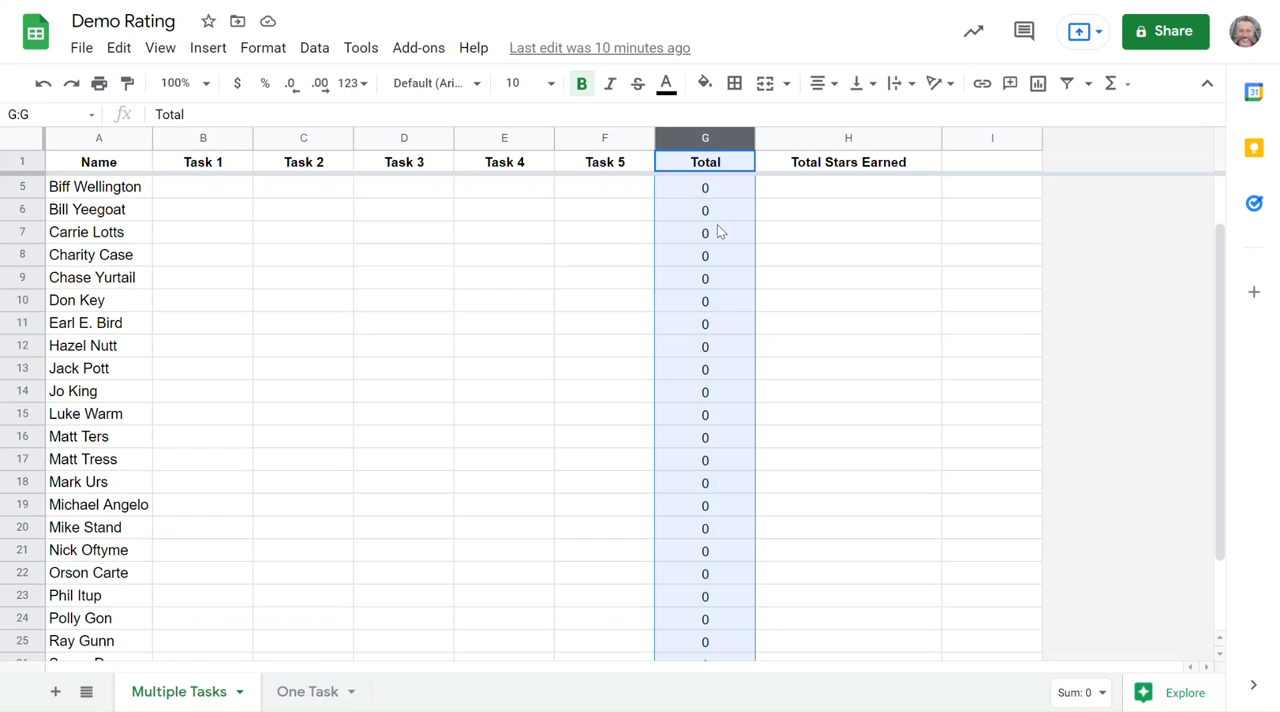 Demo Rating
File Edit View Insert Format Data Tools Add-ons Help Last edit was 10 minutes ago
Share
100% $ % .0 .00 123 Default (Ari... 10 B I S A Σ
31
G:G fx Total
A B C D E F G H I
1 Name Task 1 Task 2 Task 3 Task 4 Task 5 Total Total Stars Earned
5 Biff Wellington 0
6 Bill Yeegoat 0
7 Carrie Lotts 0
8 Charity Case 0
9 Chase Yurtail 0
10 Don Key 0
11 Earl E. Bird 0
12 Hazel Nutt 0
13 Jack Pott 0
14 Jo King 0
15 Luke Warm 0
16 Matt Ters 0
17 Matt Tress 0
18 Mark Urs 0
19 Michael Angelo 0
20 Mike Stand 0
21 Nick Oftyme 0
22 Orson Carte 0
23 Phil Itup 0
24 Polly Gon 0
25 Ray Gunn 0
Multiple Tasks One Task Sum: 0 Explore